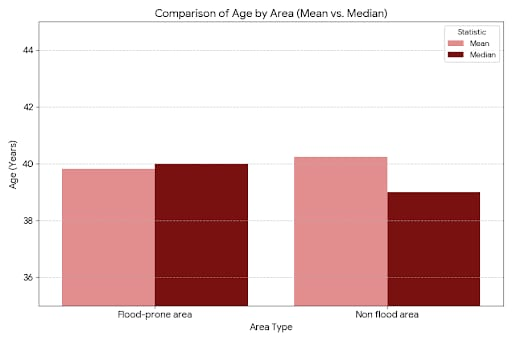 Comparison of Age by Area (Mean vs. Median)
Statistic
Mean
Median
44
42
40
38
36
Age (Years)
Flood-prone area
Non flood area
Area Type